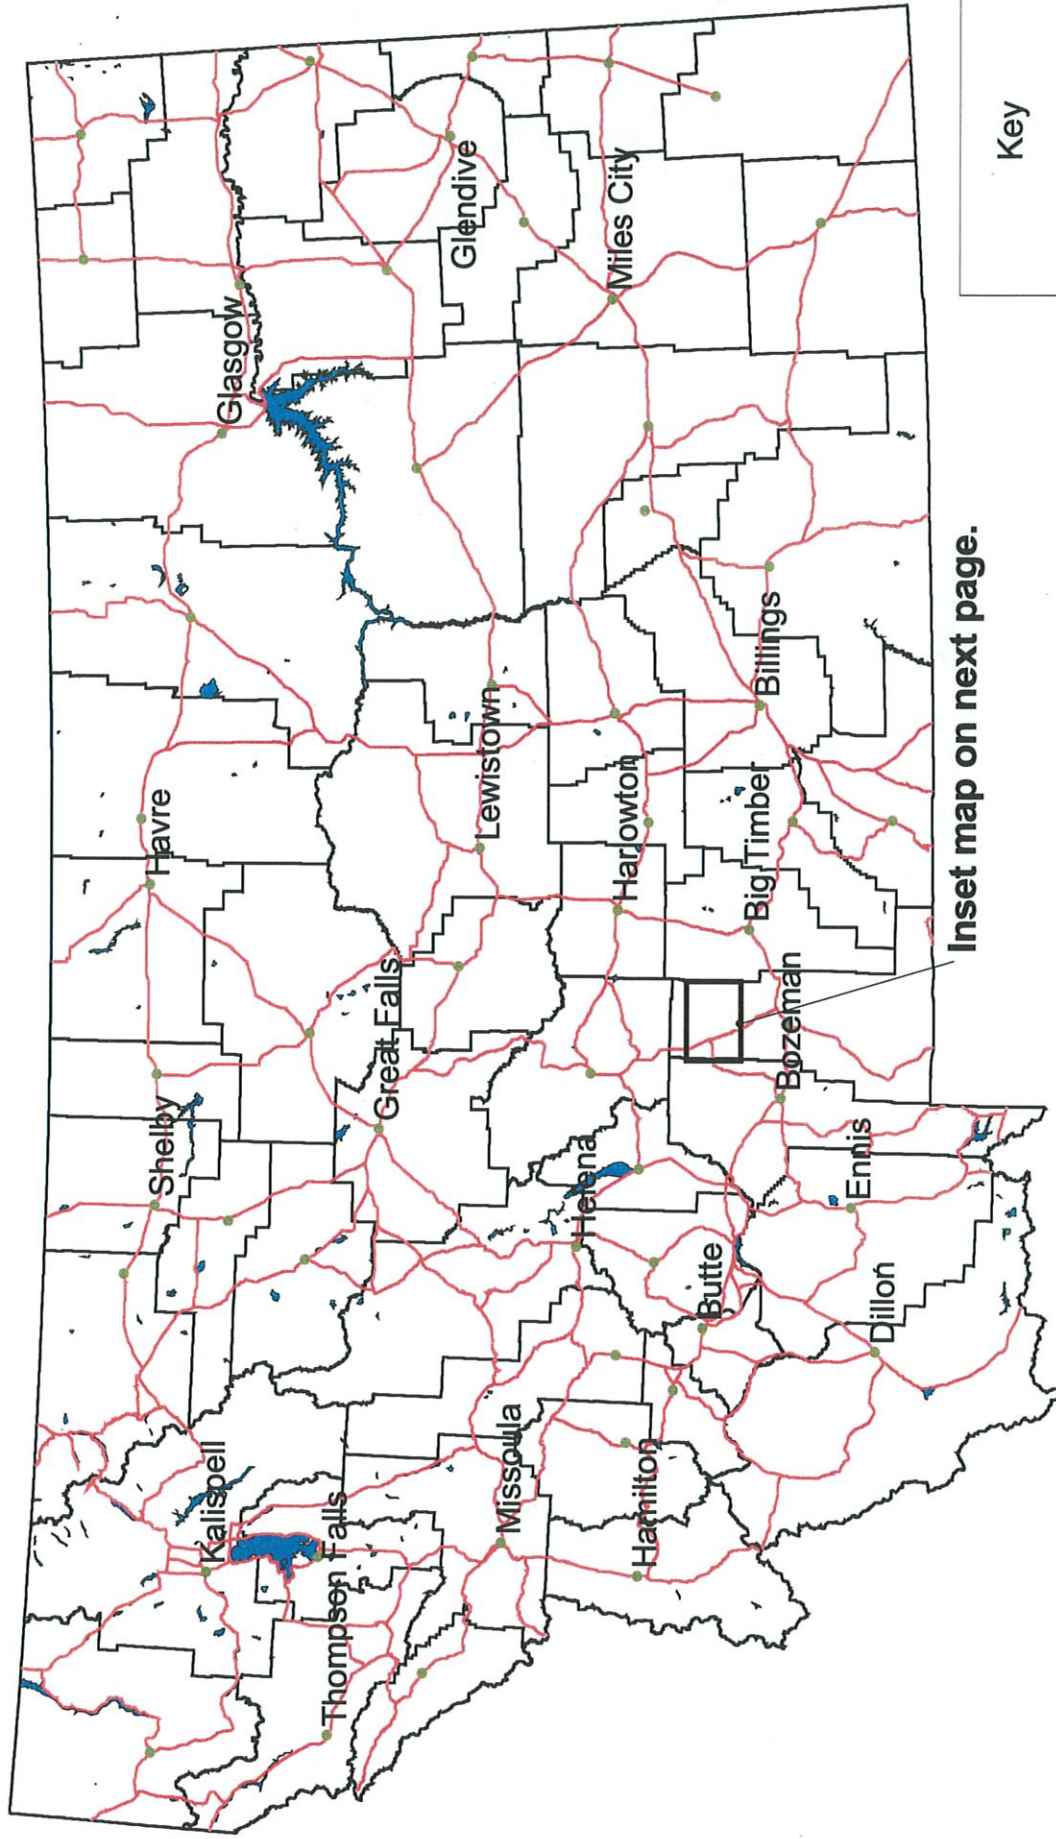 Glasgow
Havre
Shelby
Kalispell
Thompson Falls
Great Falls
Lewistown
Glendive
Miles City
Missoula
Helena
Harlowton
Hamilton
Butte
Bozeman
Big Timber
Billings
Ennis
Dillon
Inset map on next page.
Key